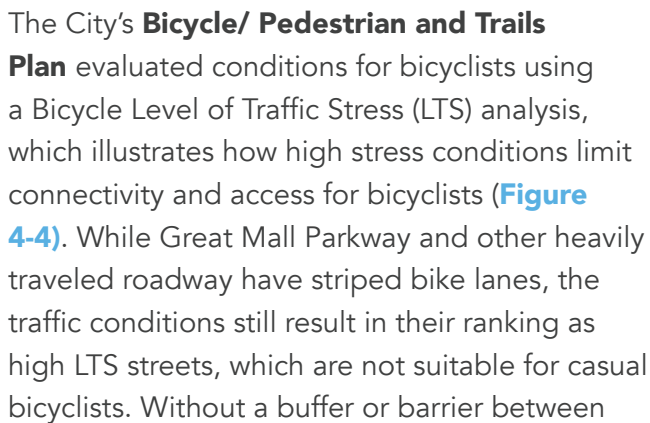 The City’s Bicycle/ Pedestrian and Trails
Plan evaluated conditions for bicyclists using
a Bicycle Level of Traffic Stress (LTS) analysis,
which illustrates how high stress conditions limit
connectivity and access for bicyclists (Figure
4-4). While Great Mall Parkway and other heavily
traveled roadway have striped bike lanes, the
traffic conditions still result in their ranking as
high LTS streets, which are not suitable for casual
bicyclists. Without a buffer or barrier between